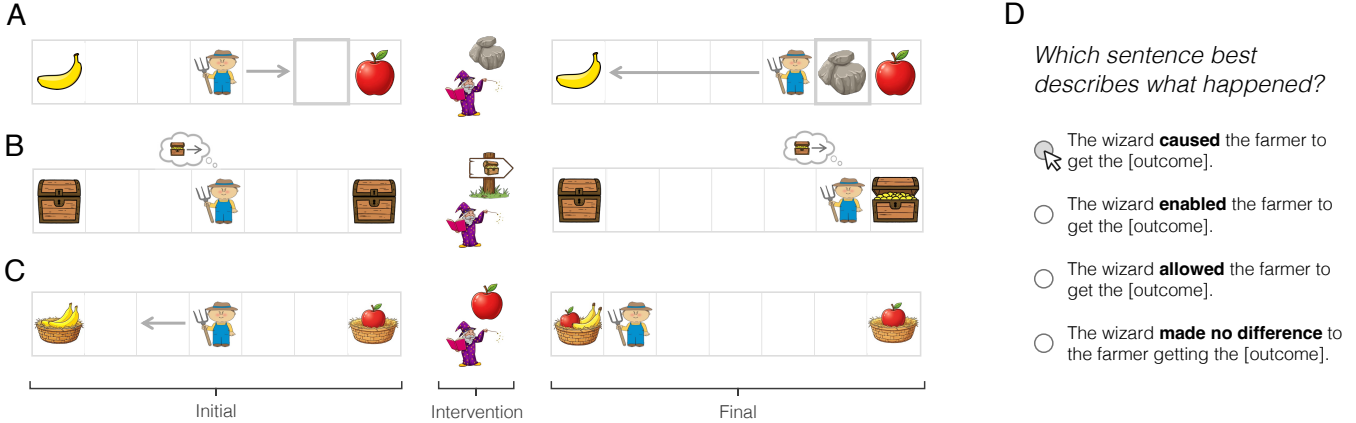 A
B
C
Initial
Intervention
Final
D
Which sentence best
describes what happened?
The wizard caused the farmer to
get the [outcome].
The wizard enabled the farmer to
get the [outcome].
The wizard allowed the farmer to
get the [outcome].
The wizard made no difference to
the farmer getting the [outcome].